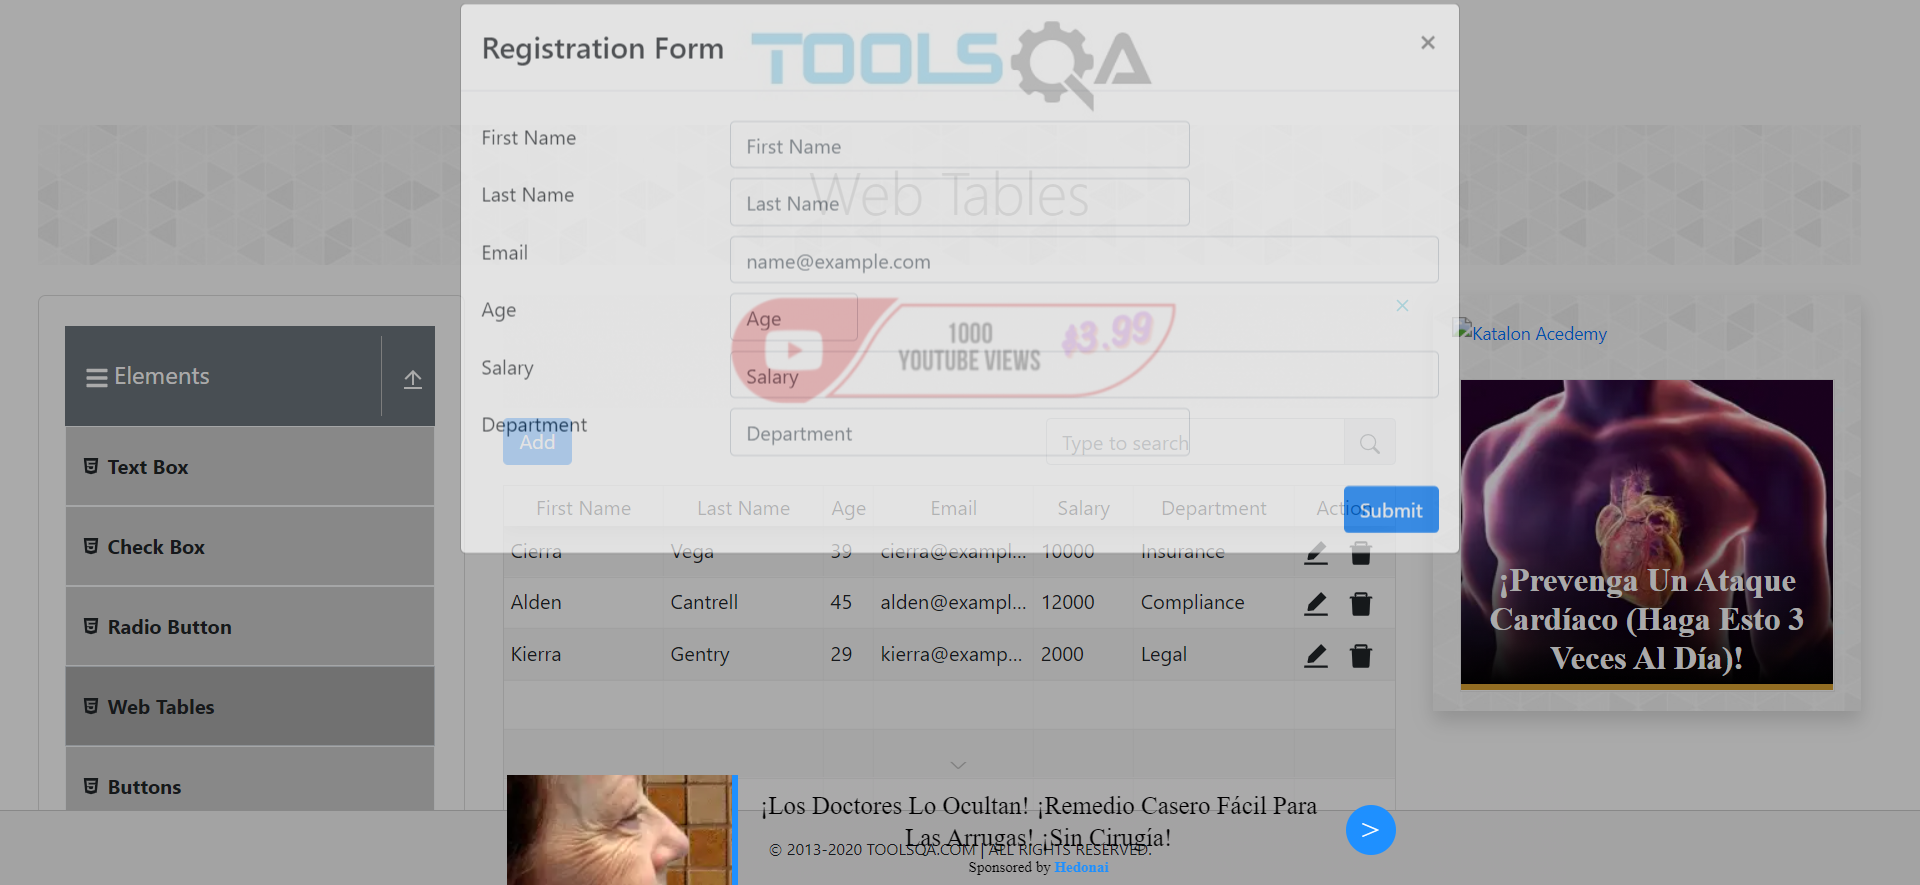 Registration Form
×
TOOLSQA
First Name
First Name
Last Name
Last Name
Web Tables
Email
name@example.com
Age
Age
1000
YOUTUBE VIEWS
$3.99
×
Salary
Salary
Department
Department
Add
Type to search
Submit
First Name Last Name Age Email Salary Department Action
Cierra Vega 39 cierra@exampl... 10000 Insurance
Alden Cantrell 45 alden@exampl... 12000 Compliance
Kierra Gentry 29 kierra@examp... 2000 Legal
Elements
Text Box
Check Box
Radio Button
Web Tables
Buttons
Katalon Acedemy
¡Prevenga Un Ataque
Cardíaco (Haga Esto 3
Veces Al Día)!
¡Los Doctores Lo Ocultan! ¡Remedio Casero Fácil Para
Las Arrugas! ¡Sin Cirugía!
>
© 2013-2020 TOOLSQA.COM | ALL RIGHTS RESERVED.
Sponsored by Hedonai